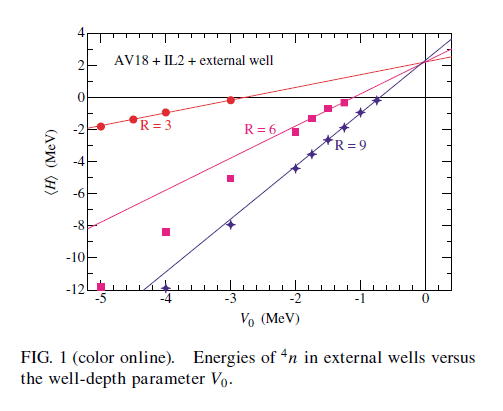 4
AV18 + IL2 + external well
2
0
R = 3
R = 6
-2
R = 9
-4
⟨H⟩ (MeV)
-6
-8
-10
-12
-5 -4 -3 -2 -1 0
V₀ (MeV)
FIG. 1 (color online). Energies of ⁴n in external wells versus
the well-depth parameter V₀.